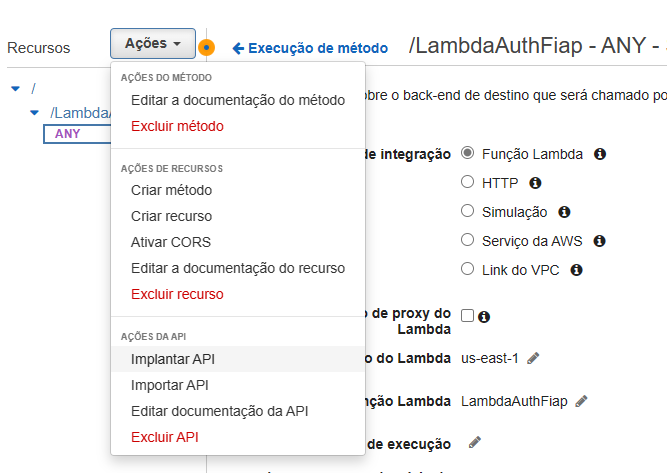 Recursos
Ações
Execução de método
/LambdaAuthFiap - ANY -
/
/Lambda
ANY
AÇÕES DO MÉTODO
Editar a documentação do método
Excluir método
AÇÕES DE RECURSOS
Criar método
Criar recurso
Ativar CORS
Editar a documentação do recurso
Excluir recurso
AÇÕES DA API
Implantar API
Importar API
Editar documentação da API
Excluir API
obre o back-end de destino que será chamado po
de integração
Função Lambda
HTTP
Simulação
Serviço da AWS
Link do VPC
o de proxy do
Lambda
o do Lambda
us-east-1
nção Lambda
LambdaAuthFiap
de execução